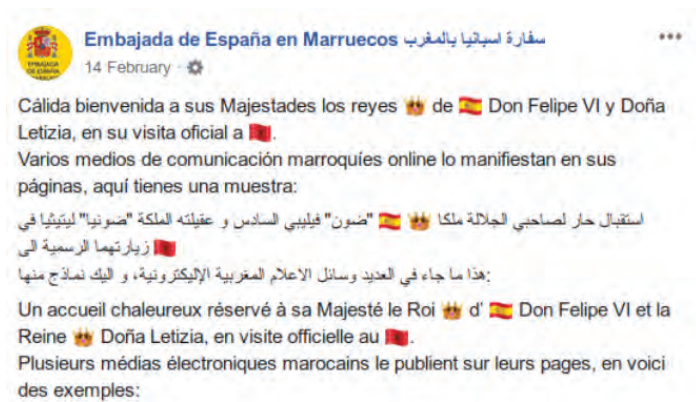 Embajada de España en Marruecos سفارة اسبانيا بالمغرب
14 February
Cálida bienvenida a sus Majestades los reyes 👑 de 🇪🇸 Don Felipe VI y Doña
Letizia, en su visita oficial a 🇲🇦.
Varios medios de comunicación marroquíes online lo manifiestan en sus
páginas, aquí tienes una muestra:
استقبال حار لصاحبي الجلالة ملكا 👑 🇪🇸 "ضون" فيليبي السادس و عقيلته الملكة "ضونيا" ليتيثيا في
زيارتهما الرسمية الى 🇲🇦
هذا ما جاء في العديد وسائل الاعلام المغربية الإليكترونية، و اليك نماذج منها:
Un accueil chaleureux réservé à sa Majesté le Roi 👑 d' 🇪🇸 Don Felipe VI et la
Reine 👑 Doña Letizia, en visite officielle au 🇲🇦.
Plusieurs médias électroniques marocains le publient sur leurs pages, en voici
des exemples: